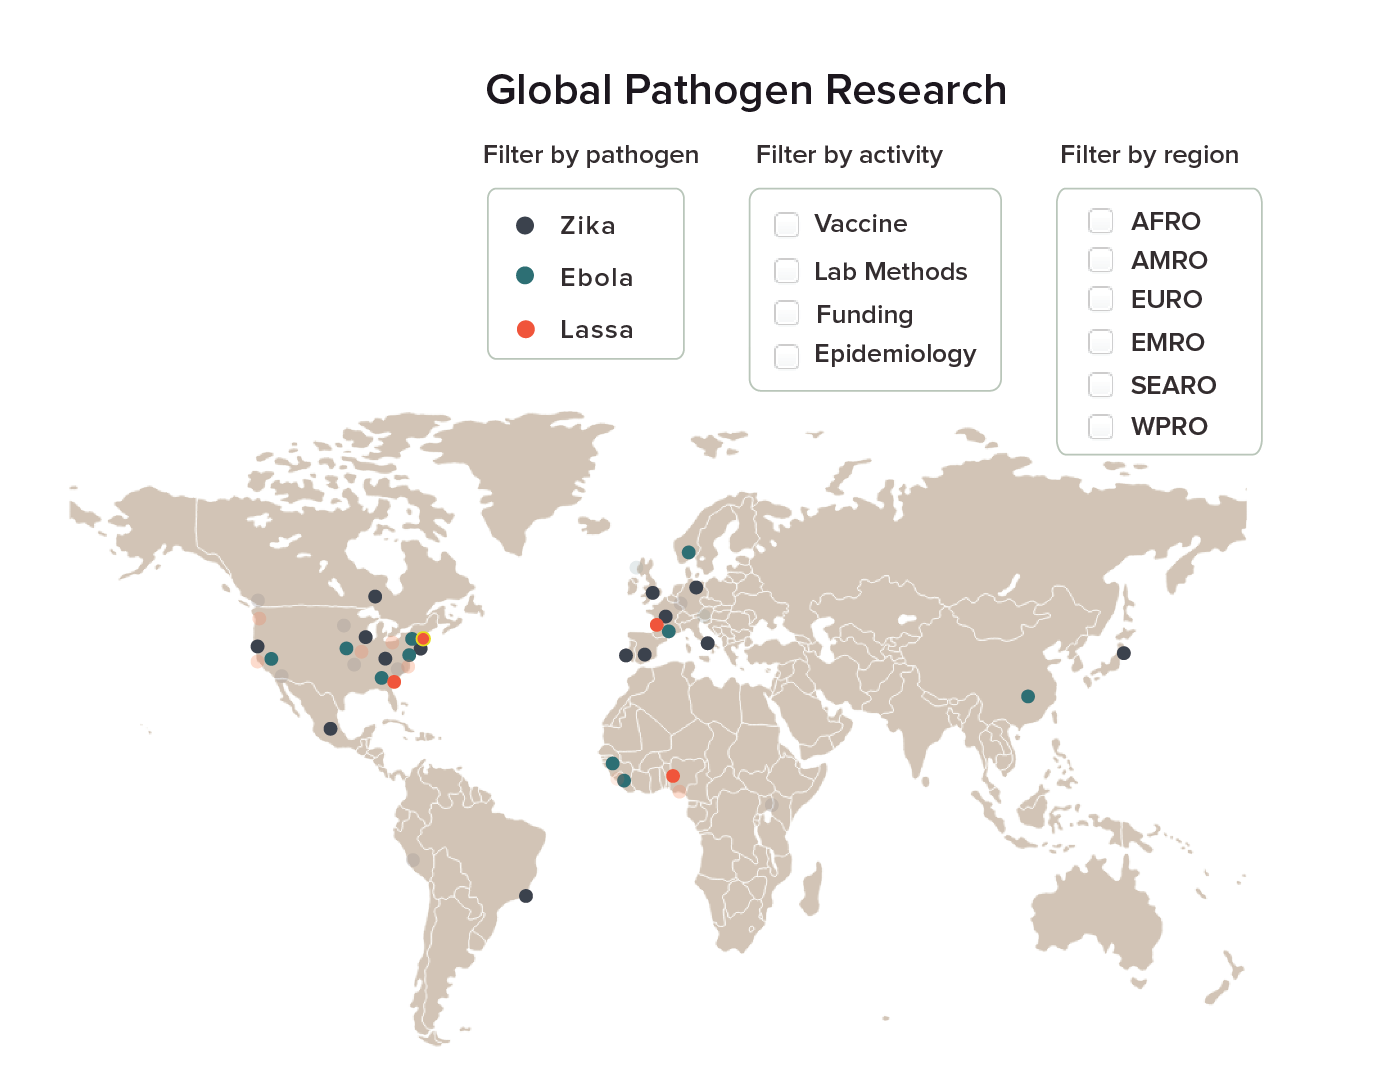 Global Pathogen Research
Filter by pathogen
Zika
Ebola
Lassa
Filter by activity
Vaccine
Lab Methods
Funding
Epidemiology
Filter by region
AFRO
AMRO
EURO
EMRO
SEARO
WPRO